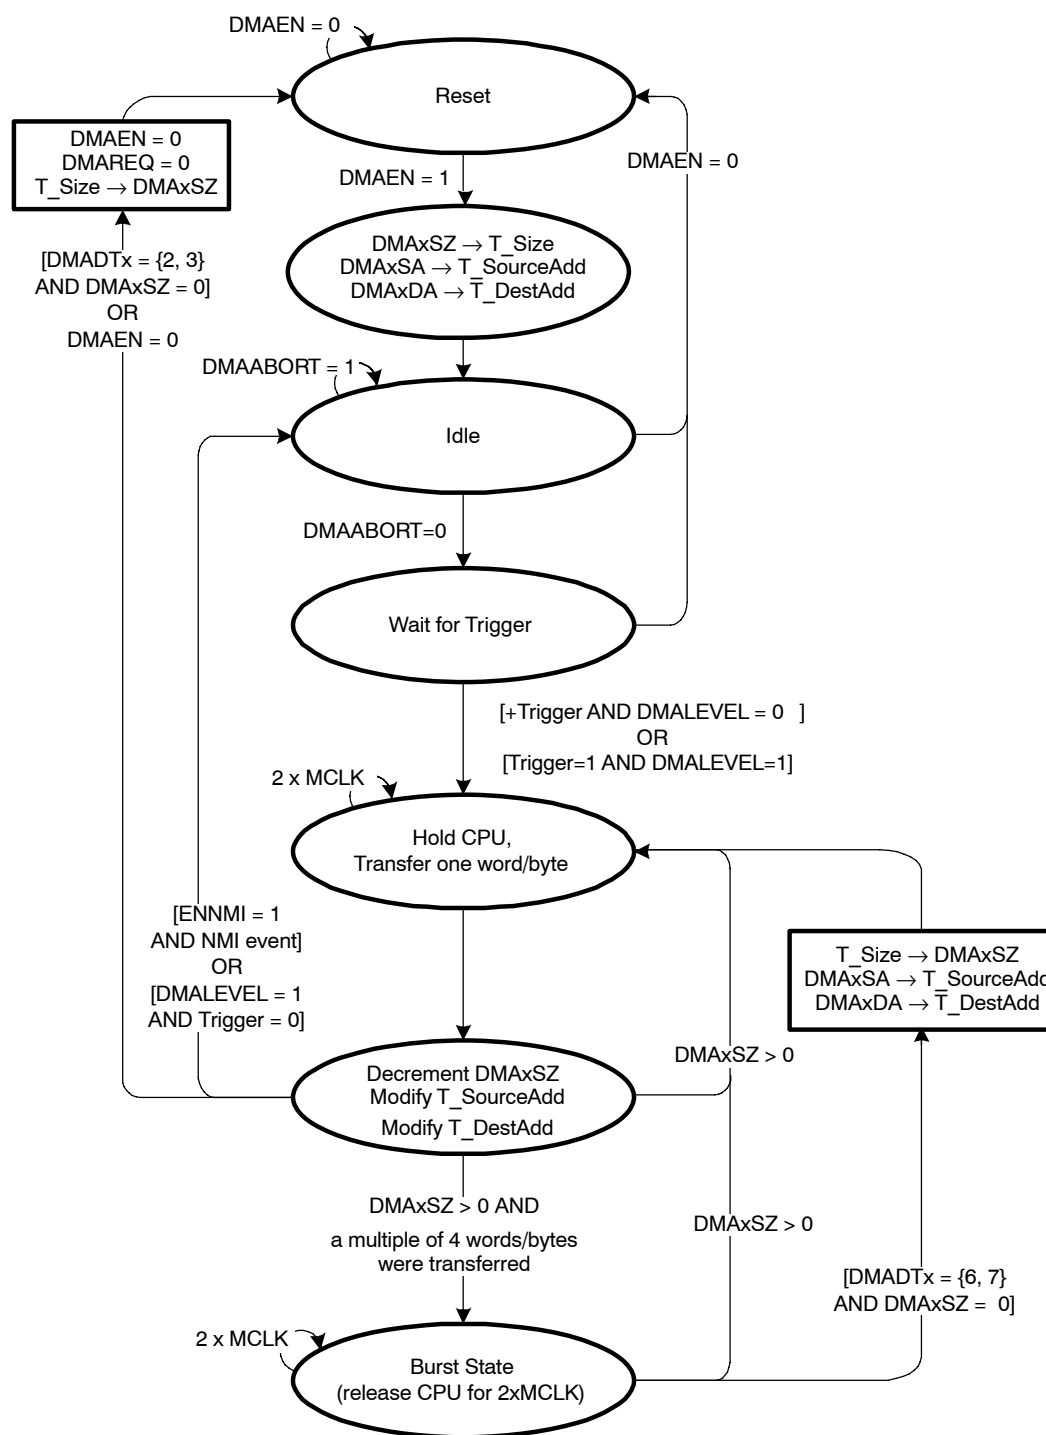 DMAEN = 0
Reset
DMAEN = 0
DMAREQ = 0
T_Size → DMAxSZ
DMAEN = 0
DMAEN = 1
DMAxSZ → T_Size
DMAxSA → T_SourceAdd
DMAxDA → T_DestAdd
[DMADTx = {2, 3}
AND DMAxSZ = 0]
OR
DMAEN = 0
DMAABORT = 1
Idle
DMAABORT=0
Wait for Trigger
[+Trigger AND DMALEVEL = 0 ]
OR
[Trigger=1 AND DMALEVEL=1]
2 x MCLK
Hold CPU,
Transfer one word/byte
[ENNMI = 1
AND NMI event]
OR
[DMALEVEL = 1
AND Trigger = 0]
T_Size → DMAxSZ
DMAxSA → T_SourceAdd
DMAxDA → T_DestAdd
DMAxSZ > 0
Decrement DMAxSZ
Modify T_SourceAdd
Modify T_DestAdd
DMAxSZ > 0 AND
a multiple of 4 words/bytes
were transferred
DMAxSZ > 0
[DMADTx = {6, 7}
AND DMAxSZ = 0]
2 x MCLK
Burst State
(release CPU for 2xMCLK)